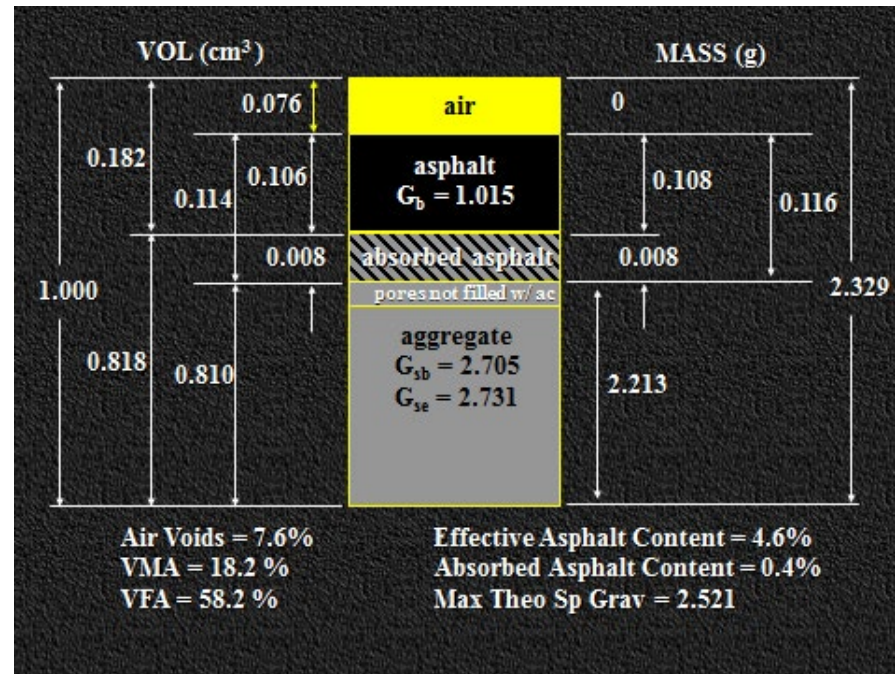 VOL (cm³) MASS (g)
0.076 air 0
0.182
0.106 asphalt 0.108
0.114 Gb = 1.015 0.116
0.008 absorbed asphalt 0.008
1.000 pores not filled w/ ac 2.329
aggregate
0.818 0.810 Gsb = 2.705 2.213
Gse = 2.731
Air Voids = 7.6% Effective Asphalt Content = 4.6%
VMA = 18.2 % Absorbed Asphalt Content = 0.4%
VFA = 58.2 % Max Theo Sp Grav = 2.521